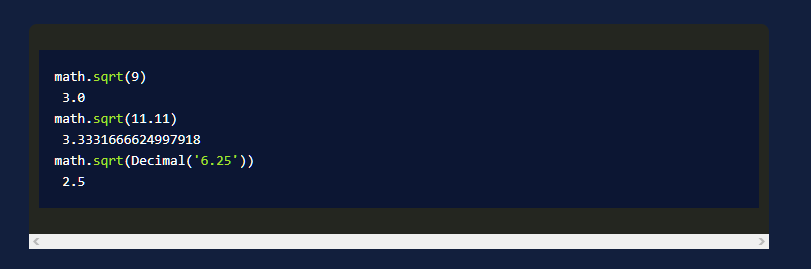 math.sqrt(9)
3.0
math.sqrt(11.11)
3.3331666624997918
math.sqrt(Decimal('6.25'))
2.5